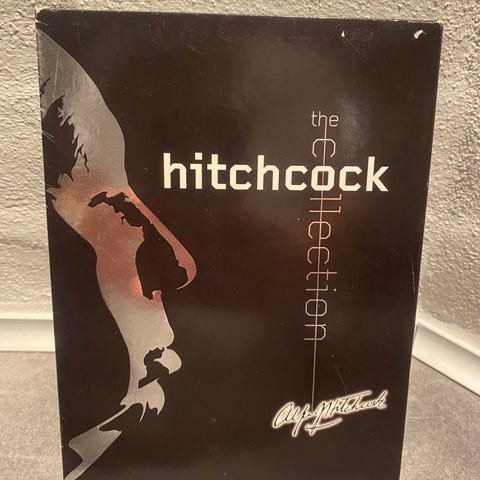 the
hitchcock
collection
Alfred Hitchcock